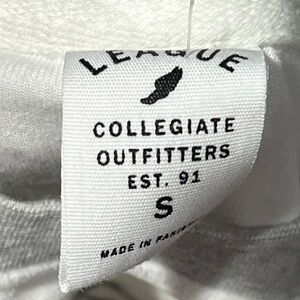 LEAGUE
COLLEGIATE
OUTFITTERS
EST. 91
S
MADE IN